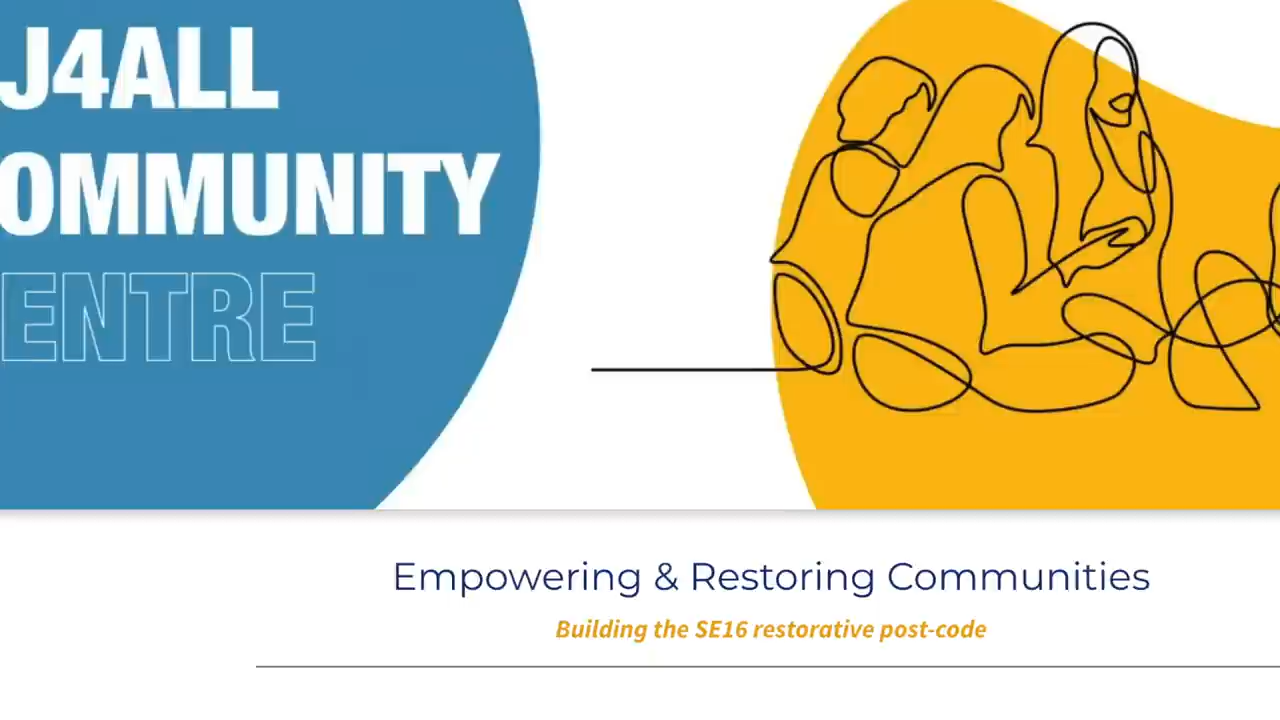 J4ALL
OMMUNITY
ENTRE
Empowering & Restoring Communities
Building the SE16 restorative post-code